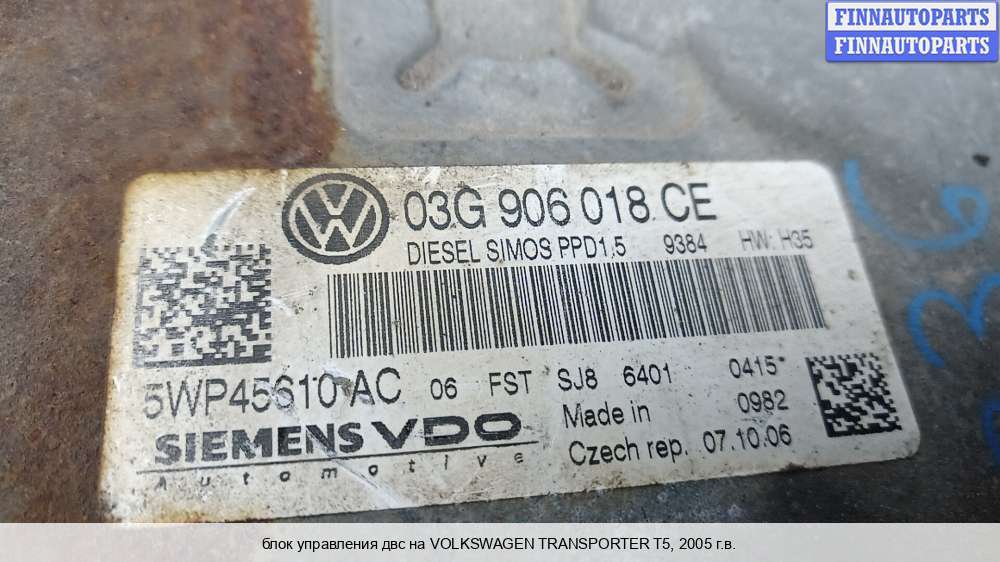 FINNAUTOPARTS
FINNAUTOPARTS
03G 906 018 CE
DIESEL SIMOS PPD1,5 9384 HW: H35
5WP45610 AC 06 FST SJ8 6401 0415
SIEMENS VDO
Automotive
Made in 0982
Czech rep. 07.10.06
блок управления двс на VOLKSWAGEN TRANSPORTER T5, 2005 г.в.